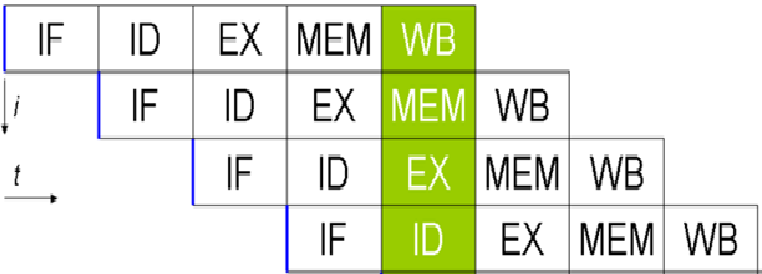 IF ID EX MEM WB
IF ID EX MEM WB
i
IF ID EX MEM WB
t
IF ID EX MEM WB